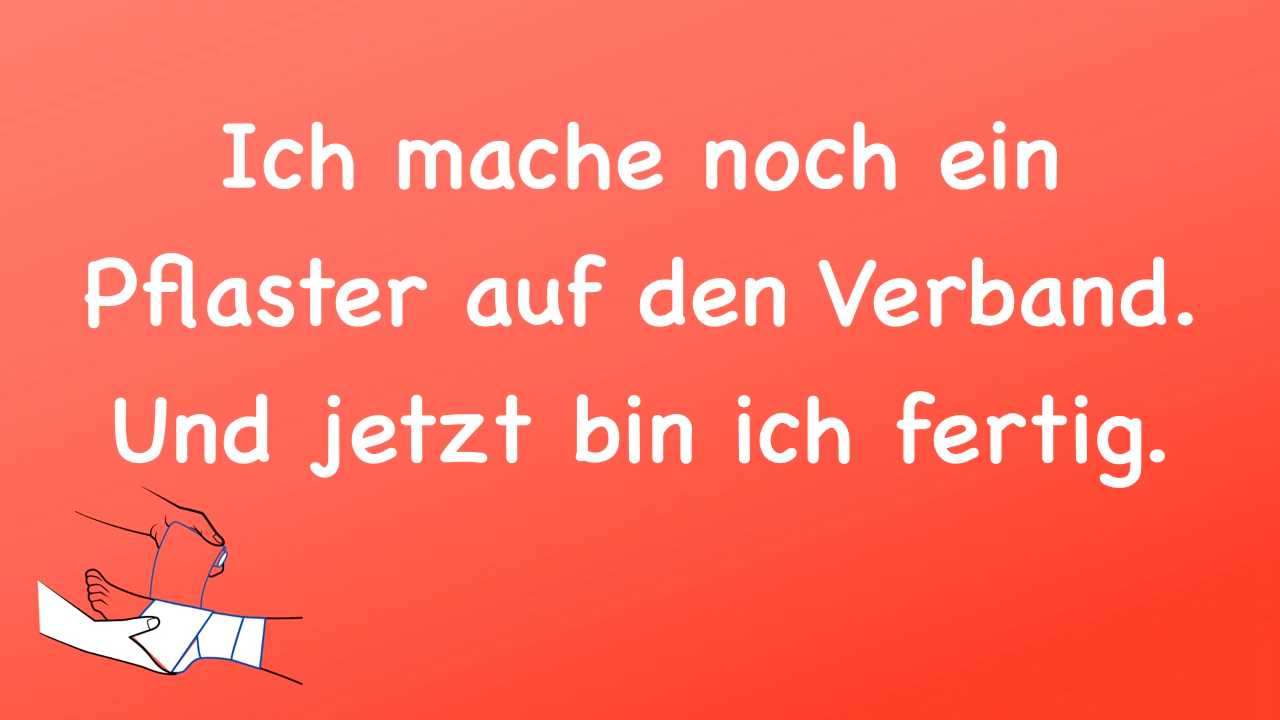 Ich mache noch ein
Pflaster auf den Verband.
Und jetzt bin ich fertig.